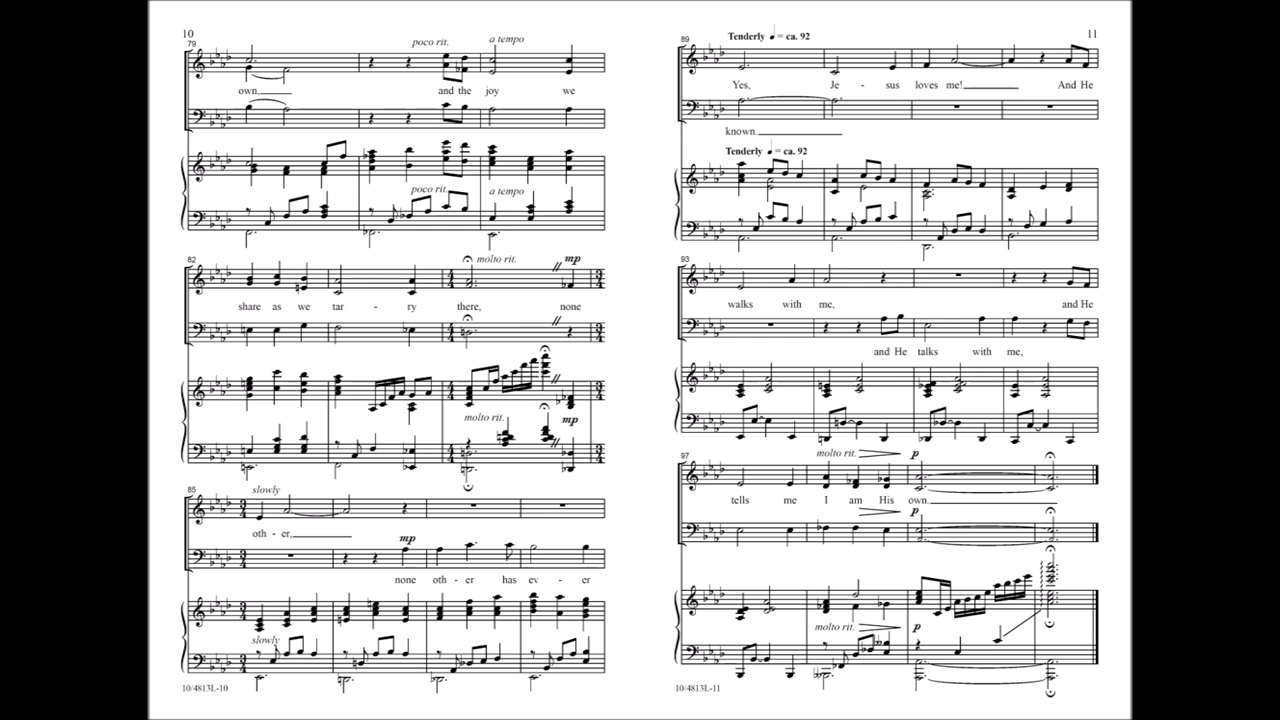 10
79
poco rit.
a tempo
own, and the joy we
poco rit.
a tempo
82
molto rit.
mp
share as we tar - ry there, none
molto rit.
mp
85
slowly
oth - er,
mp
none oth - er has ev - er
slowly
10/4813L-10
11
89
Tenderly ♩ = ca. 92
Yes, Je - sus loves me! And He
known.
Tenderly ♩ = ca. 92
93
walks with me, and He
and He talks with me,
97
molto rit.
p
tells me I am His own.
p
molto rit.
p
10/4813L-11